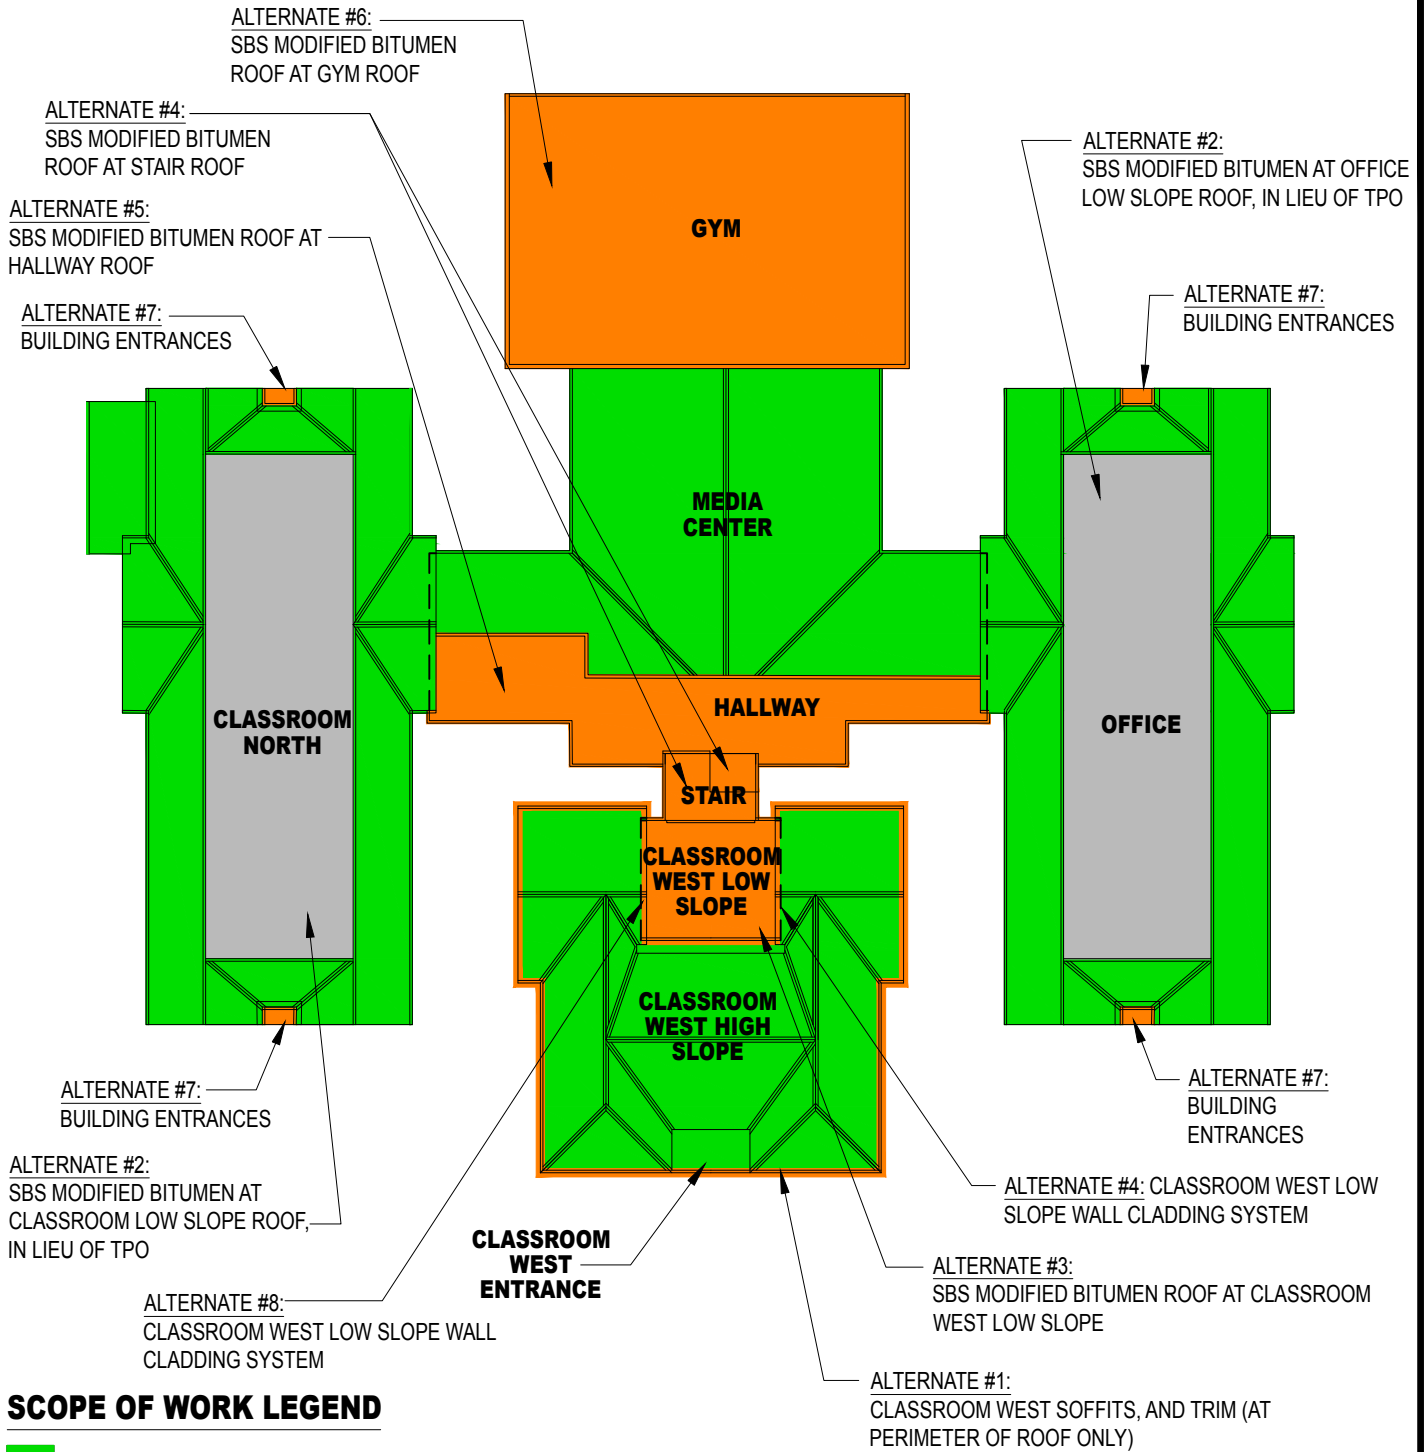 ALTERNATE #6:
SBS MODIFIED BITUMEN
ROOF AT GYM ROOF
ALTERNATE #4:
SBS MODIFIED BITUMEN
ROOF AT STAIR ROOF
ALTERNATE #2:
SBS MODIFIED BITUMEN AT OFFICE
LOW SLOPE ROOF, IN LIEU OF TPO
ALTERNATE #5:
SBS MODIFIED BITUMEN ROOF AT
HALLWAY ROOF
GYM
ALTERNATE #7:
BUILDING ENTRANCES
ALTERNATE #7:
BUILDING ENTRANCES
MEDIA
CENTER
CLASSROOM
NORTH
HALLWAY
OFFICE
STAIR
CLASSROOM
WEST LOW
SLOPE
CLASSROOM
WEST HIGH
SLOPE
ALTERNATE #7:
BUILDING ENTRANCES
ALTERNATE #7:
BUILDING
ENTRANCES
ALTERNATE #2:
SBS MODIFIED BITUMEN AT
CLASSROOM LOW SLOPE ROOF,
IN LIEU OF TPO
ALTERNATE #4: CLASSROOM WEST LOW
SLOPE WALL CLADDING SYSTEM
CLASSROOM
WEST
ENTRANCE
ALTERNATE #3:
SBS MODIFIED BITUMEN ROOF AT CLASSROOM
WEST LOW SLOPE
ALTERNATE #8:
CLASSROOM WEST LOW SLOPE WALL
CLADDING SYSTEM
ALTERNATE #1:
CLASSROOM WEST SOFFITS, AND TRIM (AT
PERIMETER OF ROOF ONLY)
SCOPE OF WORK LEGEND